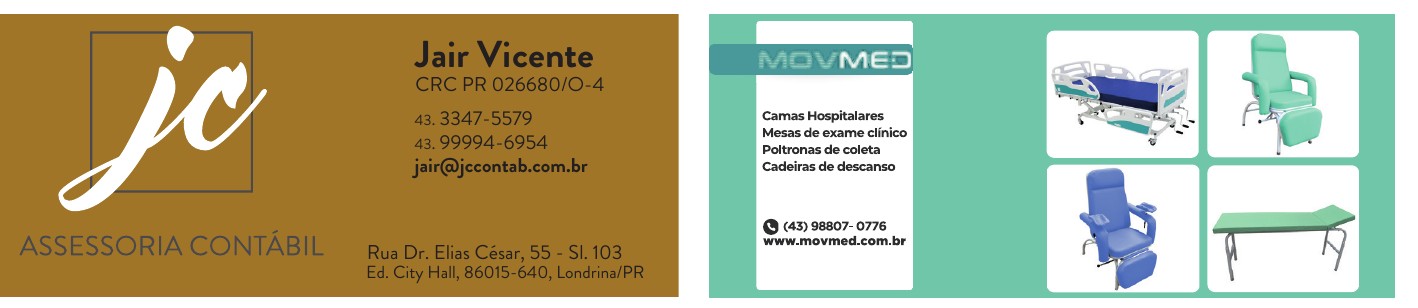 jc
ASSESSORIA CONTÁBIL
Jair Vicente
CRC PR 026680/O-4
43. 3347-5579
43. 99994-6954
jair@jccontab.com.br
Rua Dr. Elias César, 55 - Sl. 103
Ed. City Hall, 86015-640, Londrina/PR
MOVMED
Camas Hospitalares
Mesas de exame clínico
Poltronas de coleta
Cadeiras de descanso
(43) 98807- 0776
www.movmed.com.br